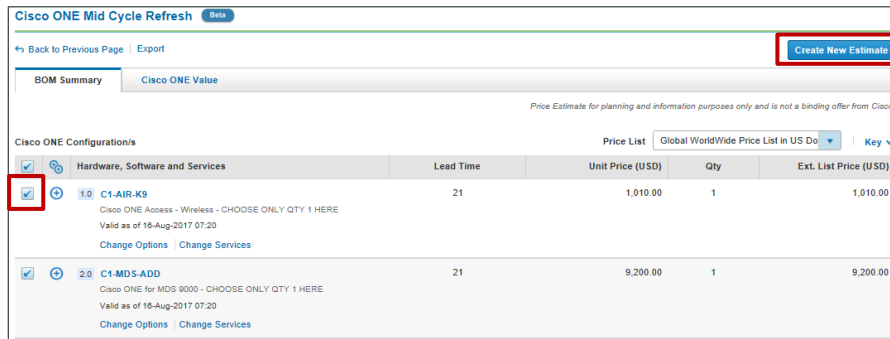 Cisco ONE Mid Cycle Refresh Beta
Back to Previous Page Export Create New Estimate
BOM Summary Cisco ONE Value
Price Estimate for planning and information purposes only and is not a binding offer from Cisco
Cisco ONE Configuration/s Price List Global WorldWide Price List in US Do Key
Hardware, Software and Services Lead Time Unit Price (USD) Qty Ext. List Price (USD)
1.0 C1-AIR-K9 21 1,010.00 1 1,010.00
Cisco ONE Access - Wireless - CHOOSE ONLY QTY 1 HERE
Valid as of 16-Aug-2017 07:20
Change Options Change Services
2.0 C1-MDS-ADD 21 9,200.00 1 9,200.00
Cisco ONE for MDS 9000 - CHOOSE ONLY QTY 1 HERE
Valid as of 16-Aug-2017 07:20
Change Options Change Services